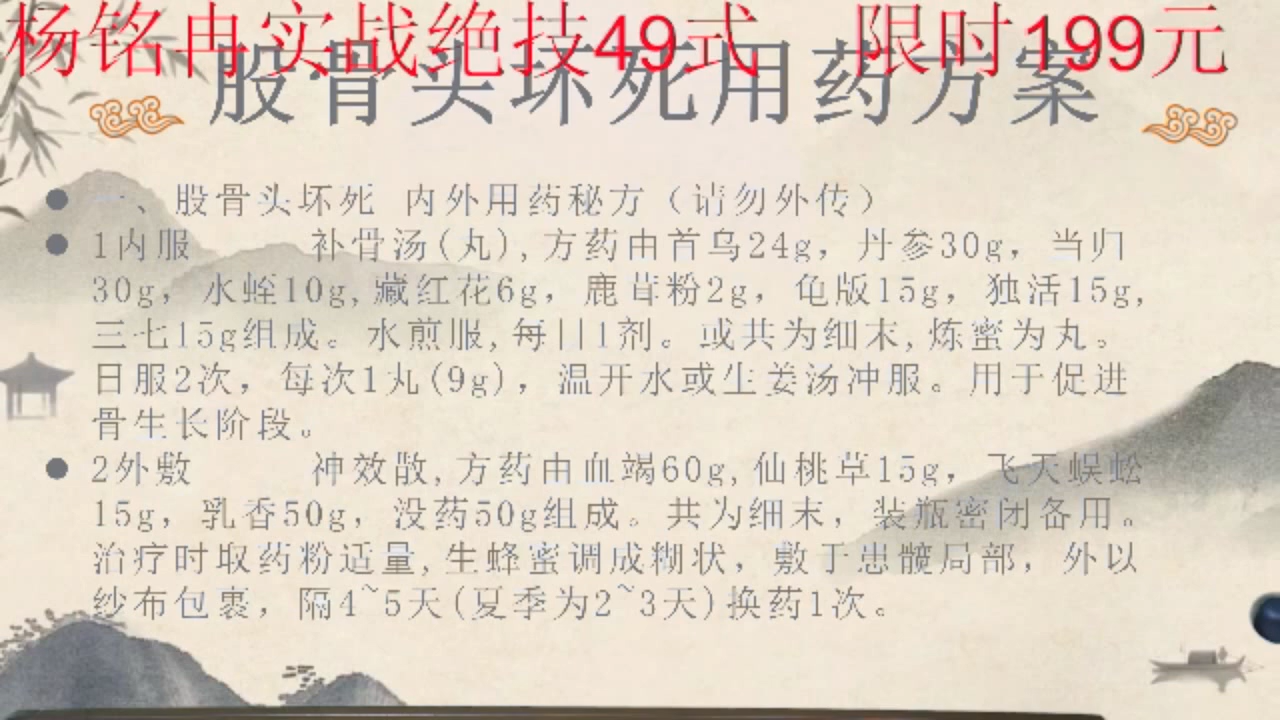 杨铭冉实战绝技49式 限时199元
股骨头坏死用药方案
一、股骨头坏死 内外用药秘方（请勿外传）
1内服 补骨汤(丸),方药由首乌24g，丹参30g，当归
30g，水蛭10g,藏红花6g，鹿茸粉2g，龟版15g，独活15g，
三七15g组成。水煎服,每||1剂。或共为细末,炼蜜为丸。
日服2次，每次1丸(9g)，温开水或生姜汤冲服。用于促进
骨生长阶段。
2外敷 神效散,方药由血竭60g,仙桃草15g，飞天蜈蚣
15g，乳香50g，没药50g组成。共为细末，装瓶密闭备用。
治疗时取药粉适量,生蜂蜜调成糊状，敷于患髋局部，外以
纱布包裹，隔4~5天(夏季为2~3天)换药1次。